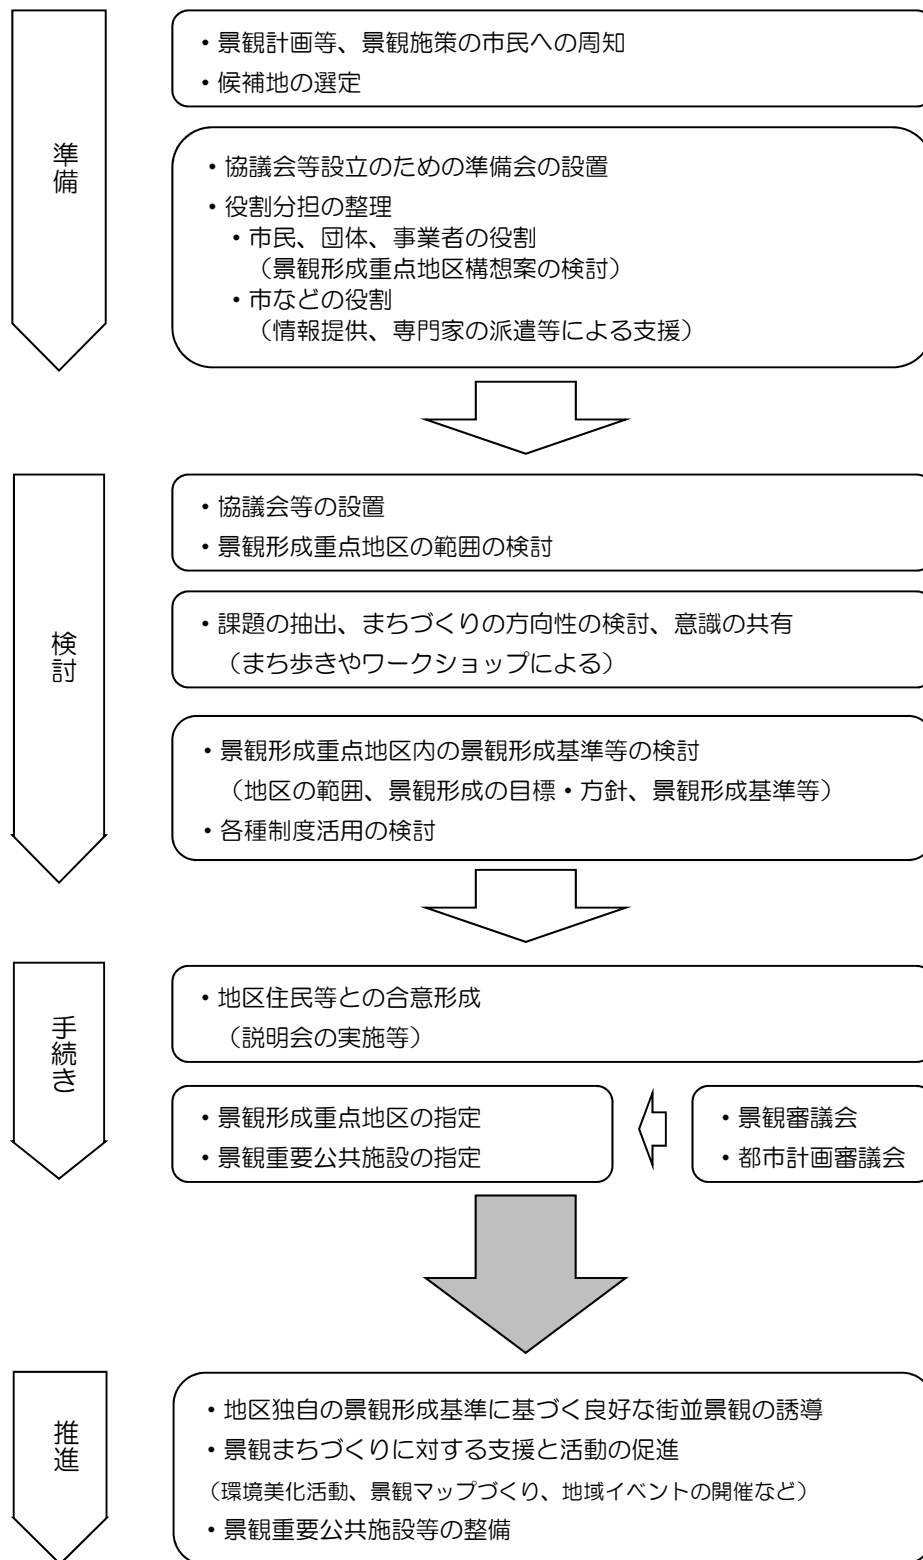 準備
・景観計画等、景観施策の市民への周知
・候補地の選定
・協議会等設立のための準備会の設置
・役割分担の整理
・市民、団体、事業者の役割
（景観形成重点地区構想案の検討）
・市などの役割
（情報提供、専門家の派遣等による支援）
検討
・協議会等の設置
・景観形成重点地区の範囲の検討
・課題の抽出、まちづくりの方向性の検討、意識の共有
（まち歩きやワークショップによる）
・景観形成重点地区内の景観形成基準等の検討
（地区の範囲、景観形成の目標・方針、景観形成基準等）
・各種制度活用の検討
手続き
・地区住民等との合意形成
（説明会の実施等）
・景観形成重点地区の指定
・景観重要公共施設の指定
・景観審議会
・都市計画審議会
推進
・地区独自の景観形成基準に基づく良好な街並景観の誘導
・景観まちづくりに対する支援と活動の促進
（環境美化活動、景観マップづくり、地域イベントの開催など）
・景観重要公共施設等の整備